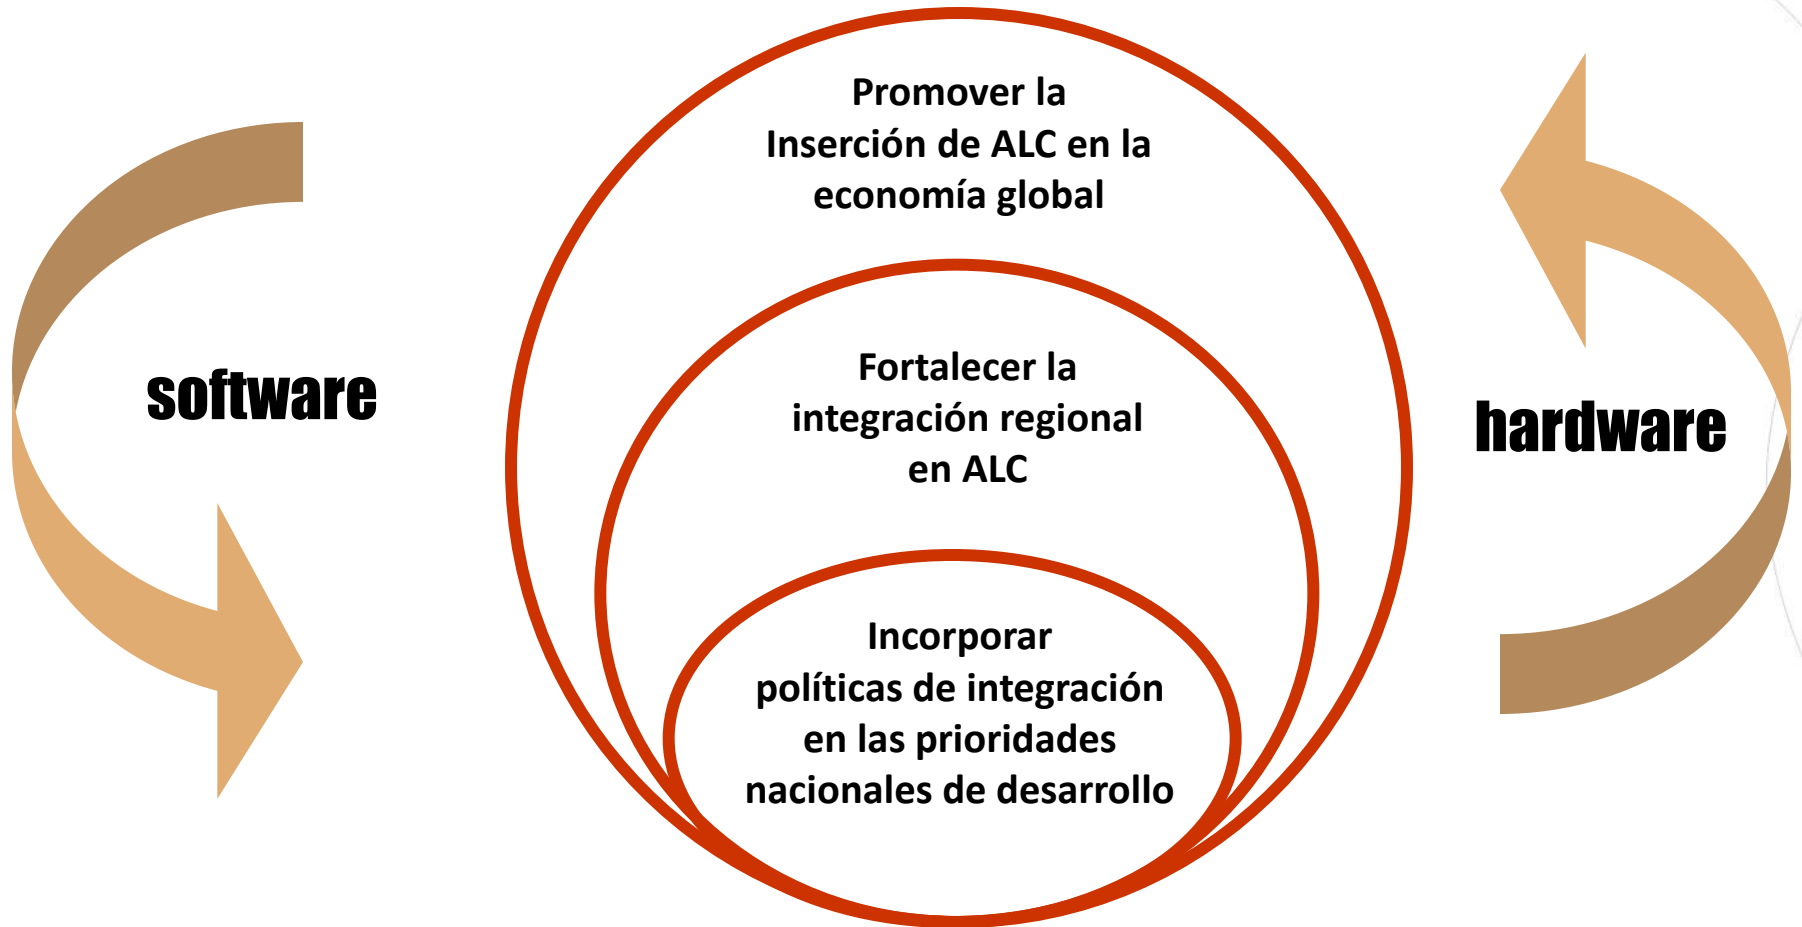 Promover la
Inserción de ALC en la
economía global
software
Fortalecer la
integración regional
en ALC
hardware
Incorporar
políticas de integración
en las prioridades
nacionales de desarrollo